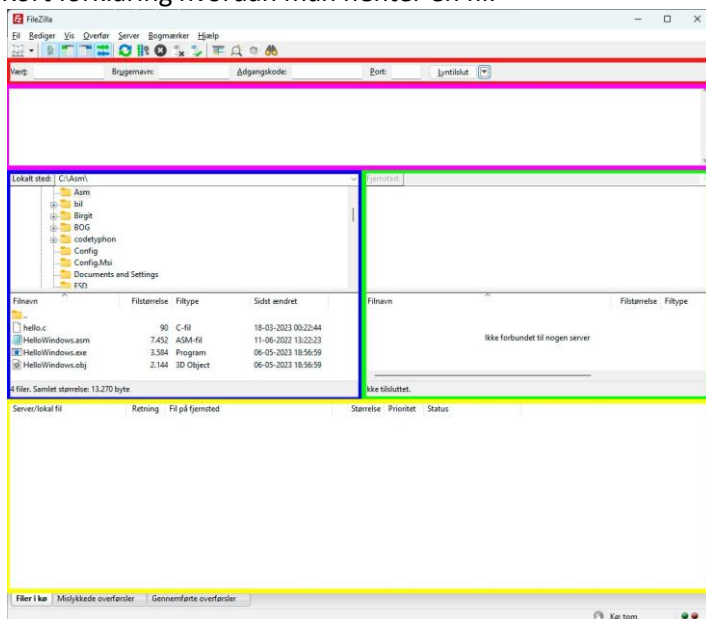 FileZilla
Fil Rediger Vis Overfør Server Bogmærker Hjælp
Vært: Brugernavn: Adgangskode: Port: Lyntilslut
Lokalt sted: C:\Asm\ Fjernsted:
Asm
bil
Birgit
BOG
codetyphon
Config
Config.Msi
Documents and Settings
FSD
Filnavn Filstørrelse Filtype Sidst ændret Filnavn Filstørrelse Filtype
..
hello.c 90 C-fil 18-03-2023 00:22:44
HelloWindows.asm 7.452 ASM-fil 11-06-2022 13:22:23
HelloWindows.exe 3.584 Program 06-05-2023 18:56:59
HelloWindows.obj 2.144 3D Object 06-05-2023 18:56:59
Ikke forbundet til nogen server
4 filer. Samlet størrelse: 13.270 byte Ikke tilsluttet.
Server/lokal fil Retning Fil på fjernsted Størrelse Prioritet Status
Filer i kø Mislykkede overførsler Gennemførte overførsler
Kø: tom